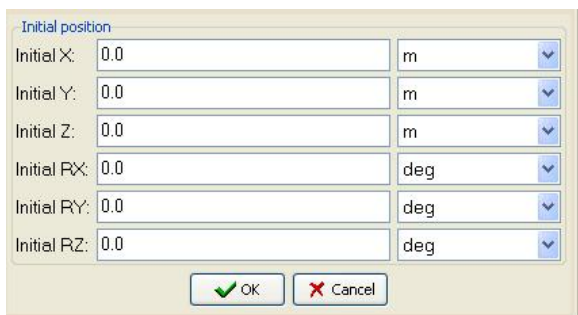 Initial position
Initial X: 0.0 m
Initial Y: 0.0 m
Initial Z: 0.0 m
Initial RX: 0.0 deg
Initial RY: 0.0 deg
Initial RZ: 0.0 deg
OK Cancel